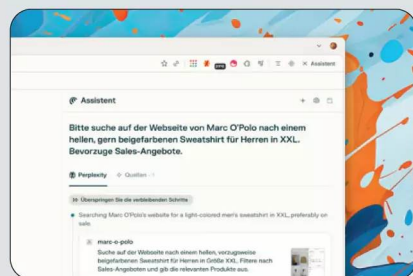 × Assistent
Assistent
Bitte suche auf der Webseite von Marc O'Polo nach einem
hellen, gern beigefarbenen Sweatshirt für Herren in XXL.
Bevorzuge Sales-Angebote.
Perplexity Quellen
Überspringen Sie die verbleibenden Schritte
Searching Marc O'Polo's website for a light-colored men's sweatshirt in XXL, preferably on
sale.
marc-o-polo
Suche auf der Webseite nach einem hellen, vorzugsweise
beigefarbenen Sweatshirt für Herren in Größe XXL. Filtere nach
Sales-Angeboten und gib die relevanten Produkte aus.